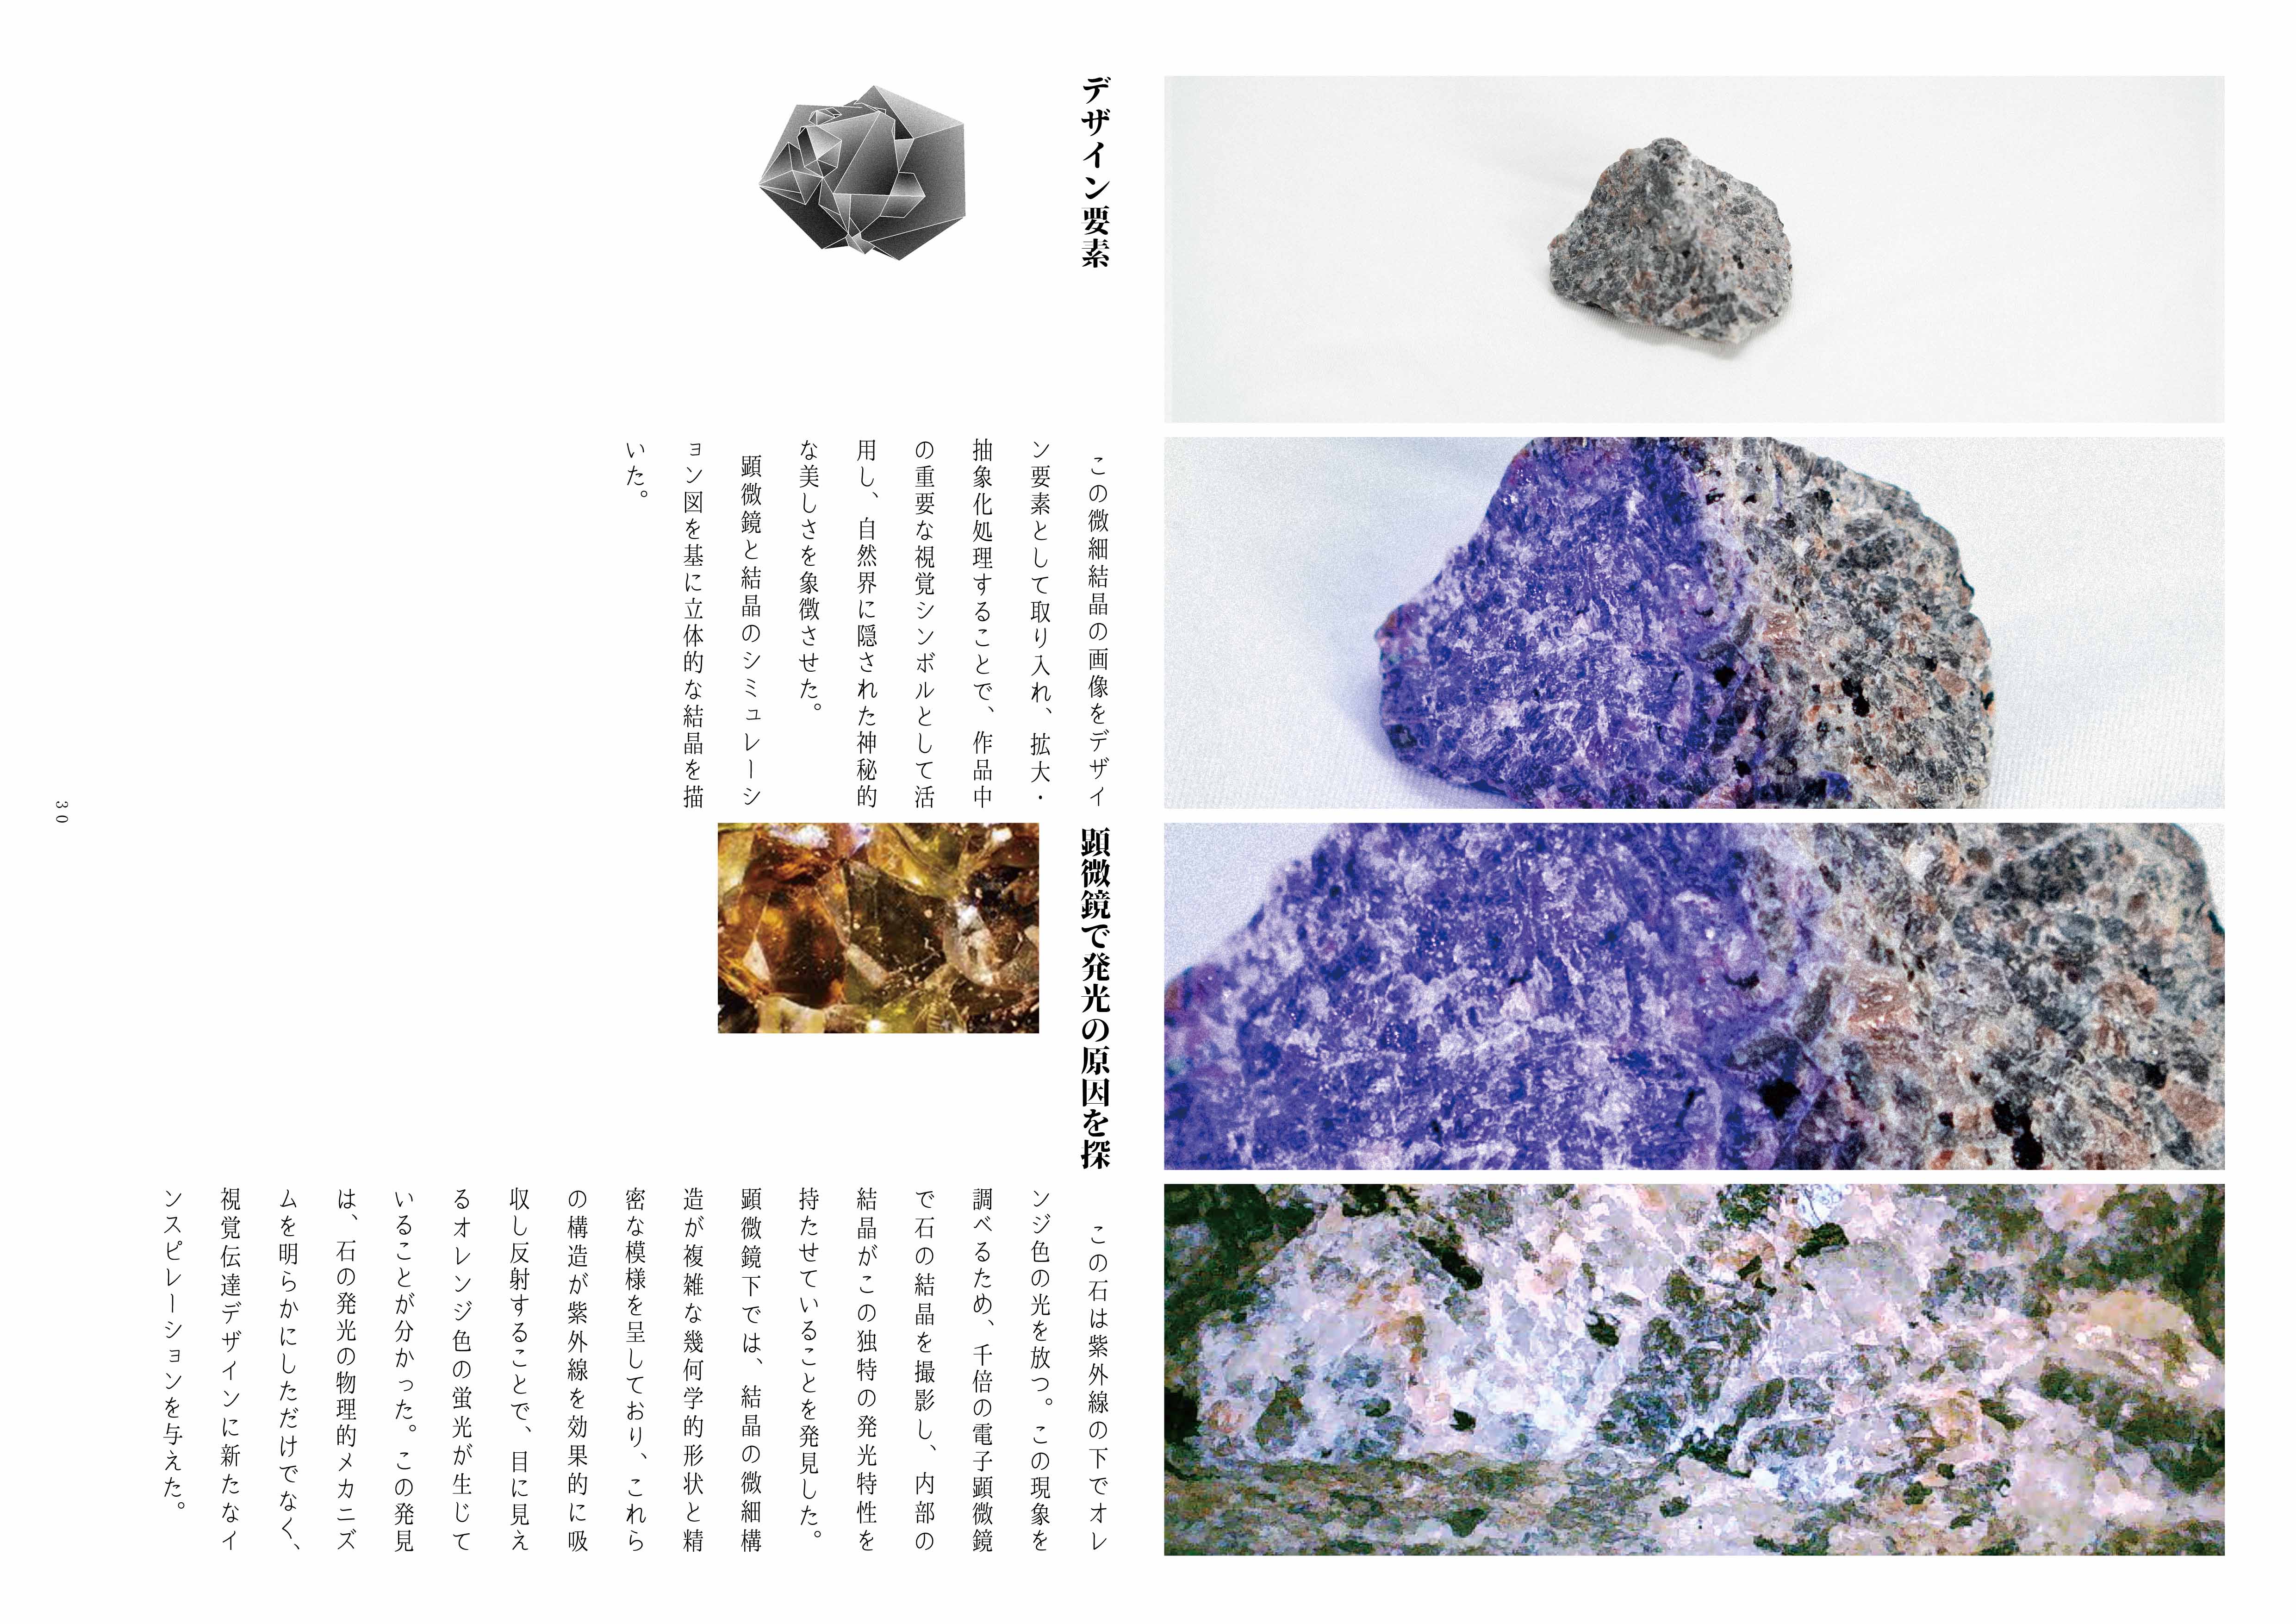 デザイン要素
この微細結晶の画像をデザイ
ン要素として取り入れ、拡大・
抽象化処理することで、作品中
の重要な視覚シンボルとして活
用し、自然界に隠された神秘的
な美しさを象徴させた。
顕微鏡と結晶のシミュレーシ
ョン図を基に立体的な結晶を描
いた。
顕微鏡で発光の原因を探
この石は紫外線の下でオレ
ンジ色の光を放つ。この現象を
調べるため、千倍の電子顕微鏡
で石の結晶を撮影し、内部の
結晶がこの独特の発光特性を
持たせていることを発見した。
顕微鏡下では、結晶の微細構
造が複雑な幾何学的形状と精
密な模様を呈しており、これら
の構造が紫外線を効果的に吸
収し反射することで、目に見え
るオレンジ色の蛍光が生じて
いることが分かった。この発見
は、石の発光の物理的メカニズ
ムを明らかにしただけでなく、
視覚伝達デザインに新たなイ
ンスピレーションを与えた。
30